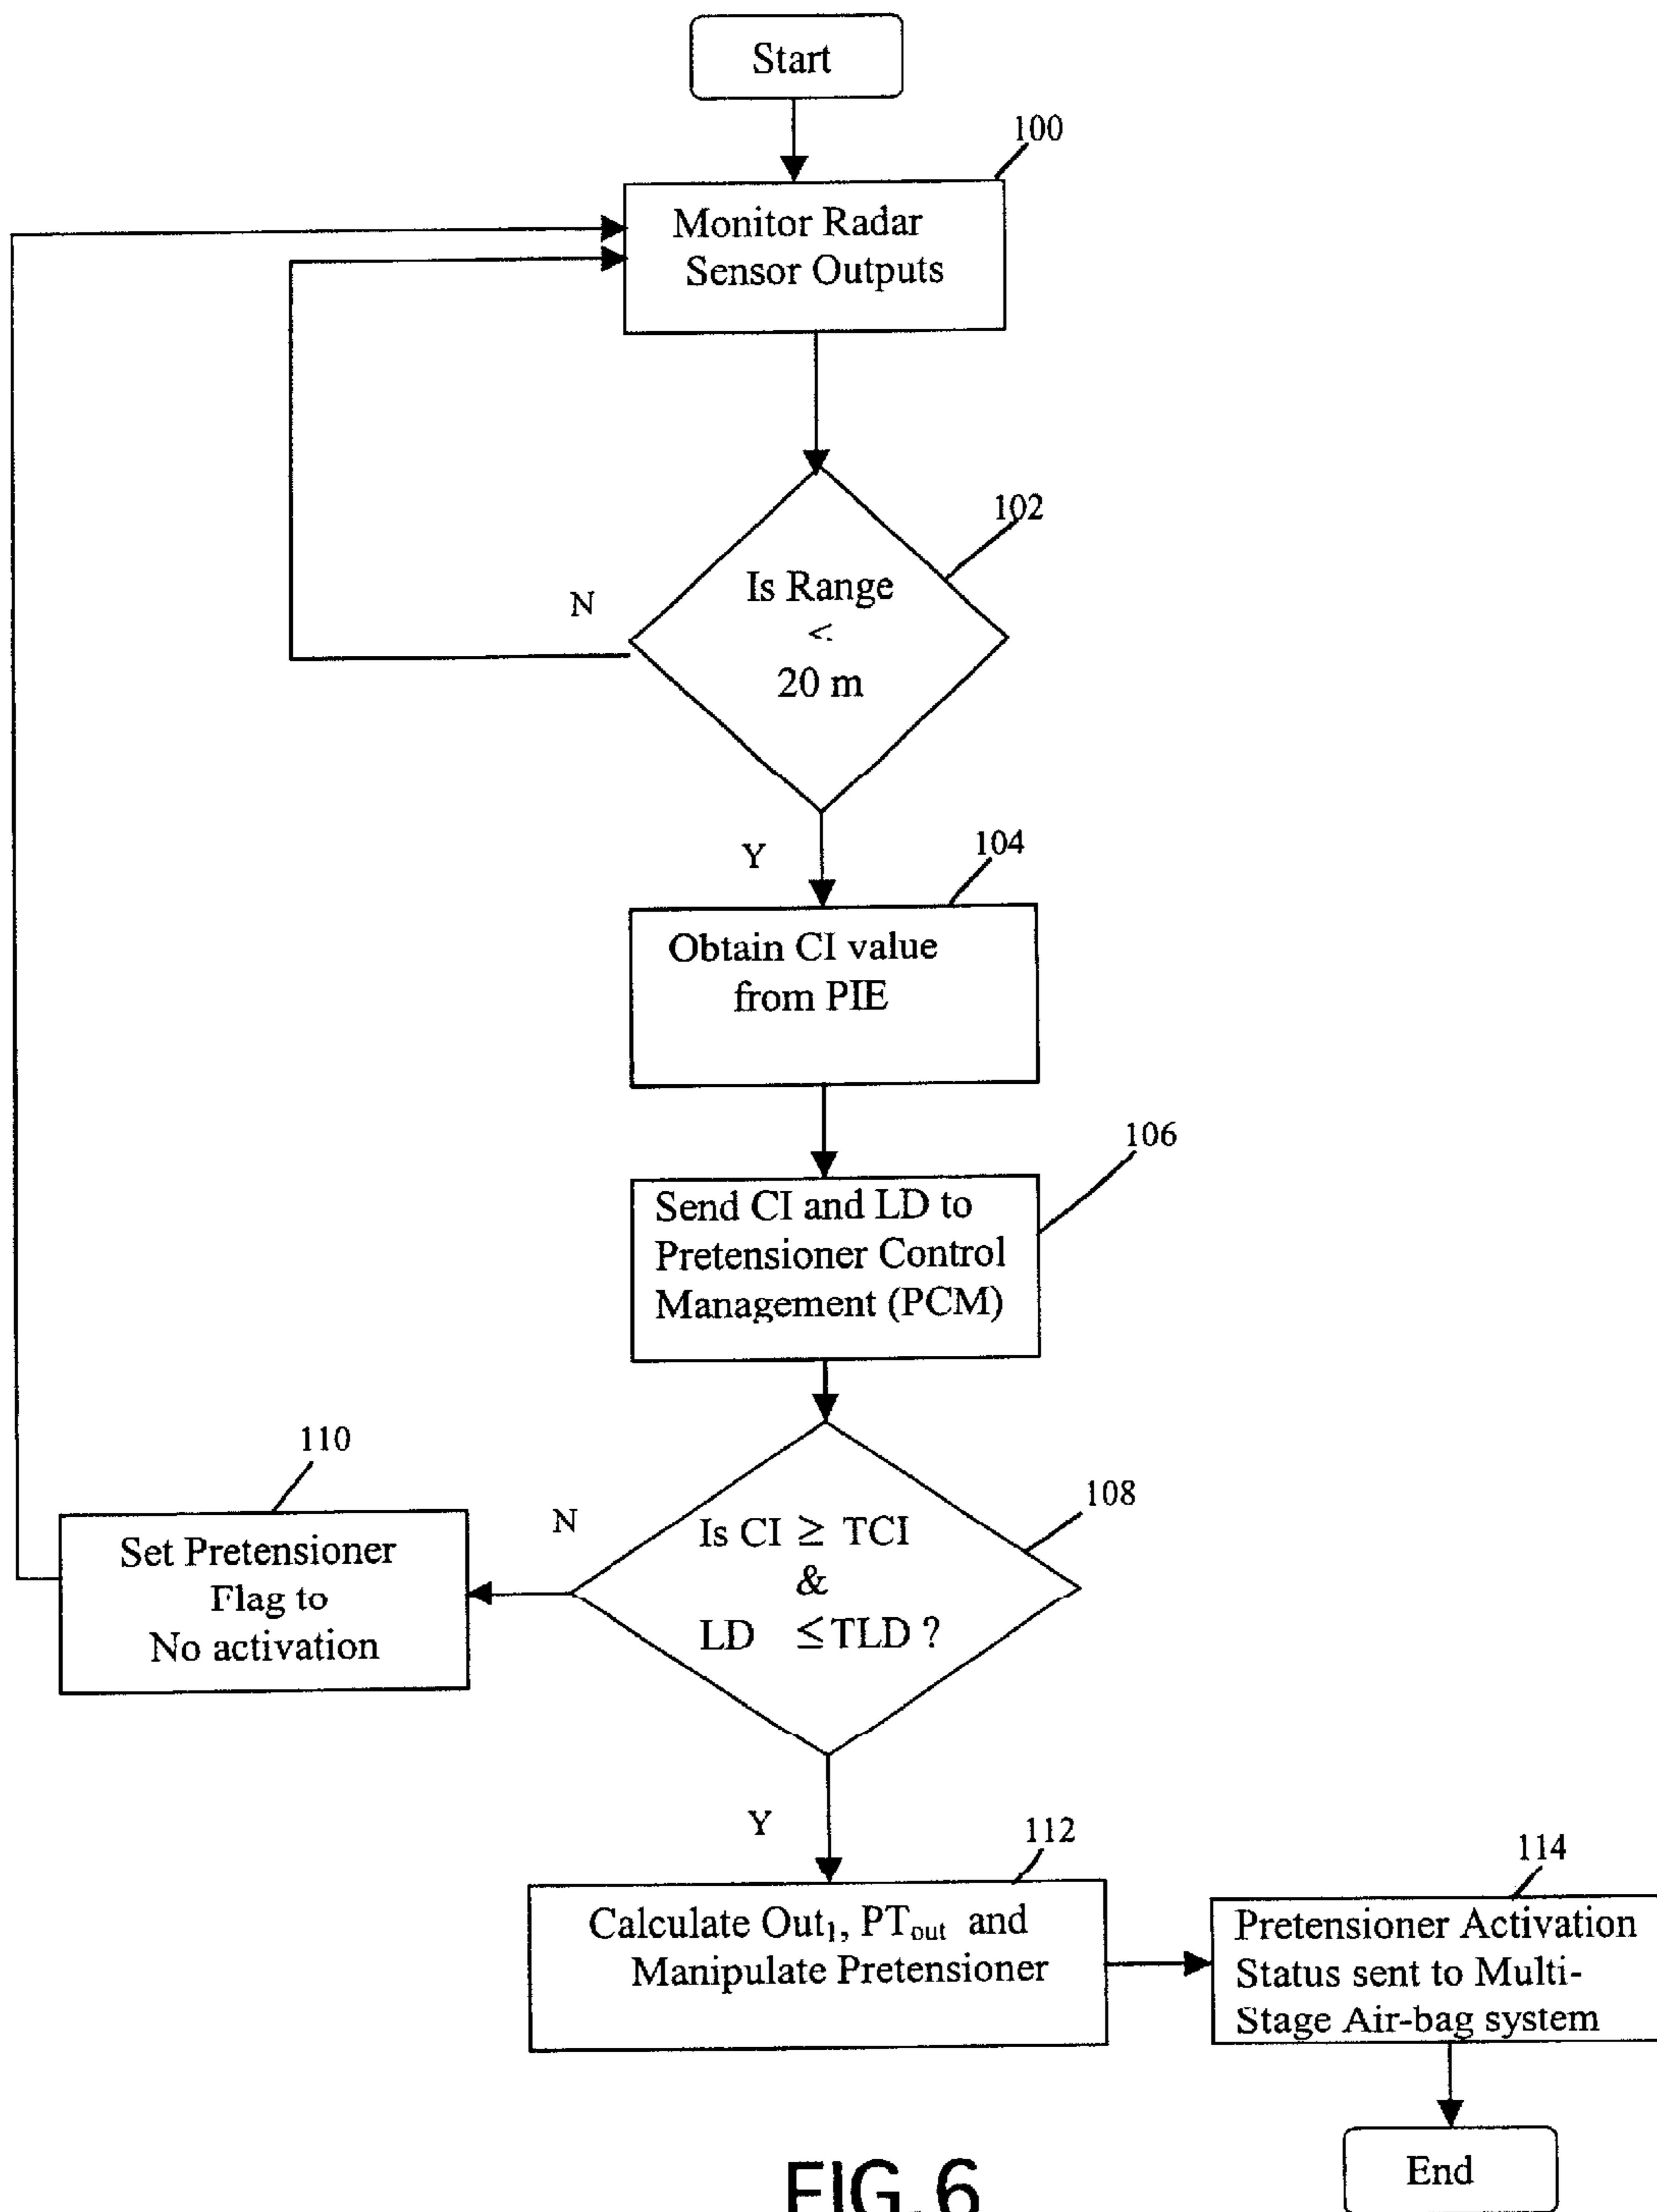 Start
100
Monitor Radar
Sensor Outputs
102
Is Range
<
20 m
N
Y
104
Obtain CI value
from PIE
106
Send CI and LD to
Pretensioner Control
Management (PCM)
108
Is CI ≥ TCI
&
LD ≤TLD ?
N
110
Set Pretensioner
Flag to
No activation
Y
112
Calculate Out₁, PTout and
Manipulate Pretensioner
114
Pretensioner Activation
Status sent to Multi-
Stage Air-bag system
End
FIG.6